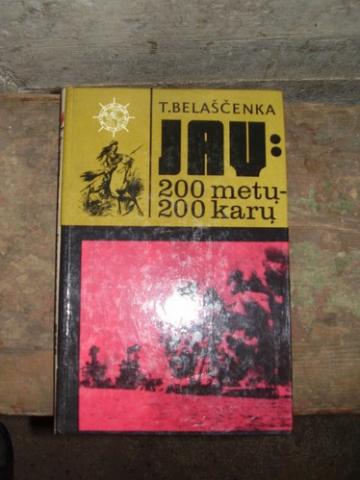 T.BELAŠČENKA
JAV:
200 metų-
200 karų